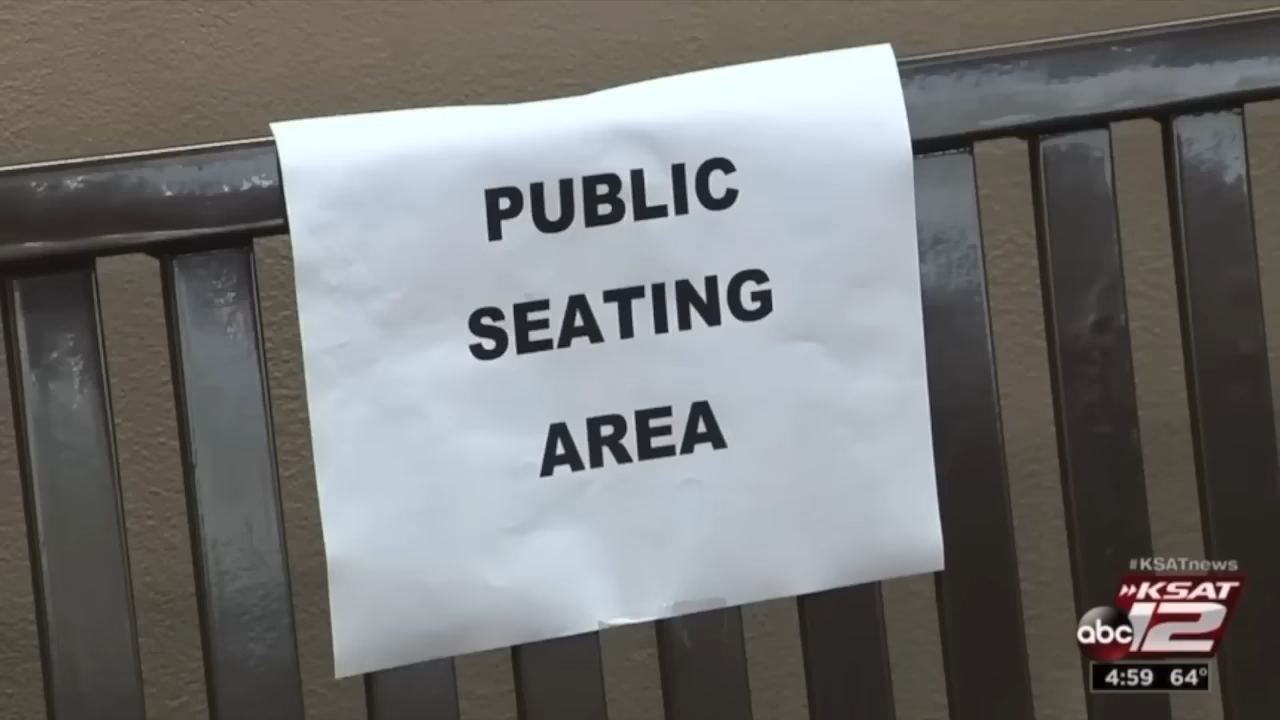 PUBLIC
SEATING
AREA
#KSATnews
»KSAT
abc 12
4:59 64°